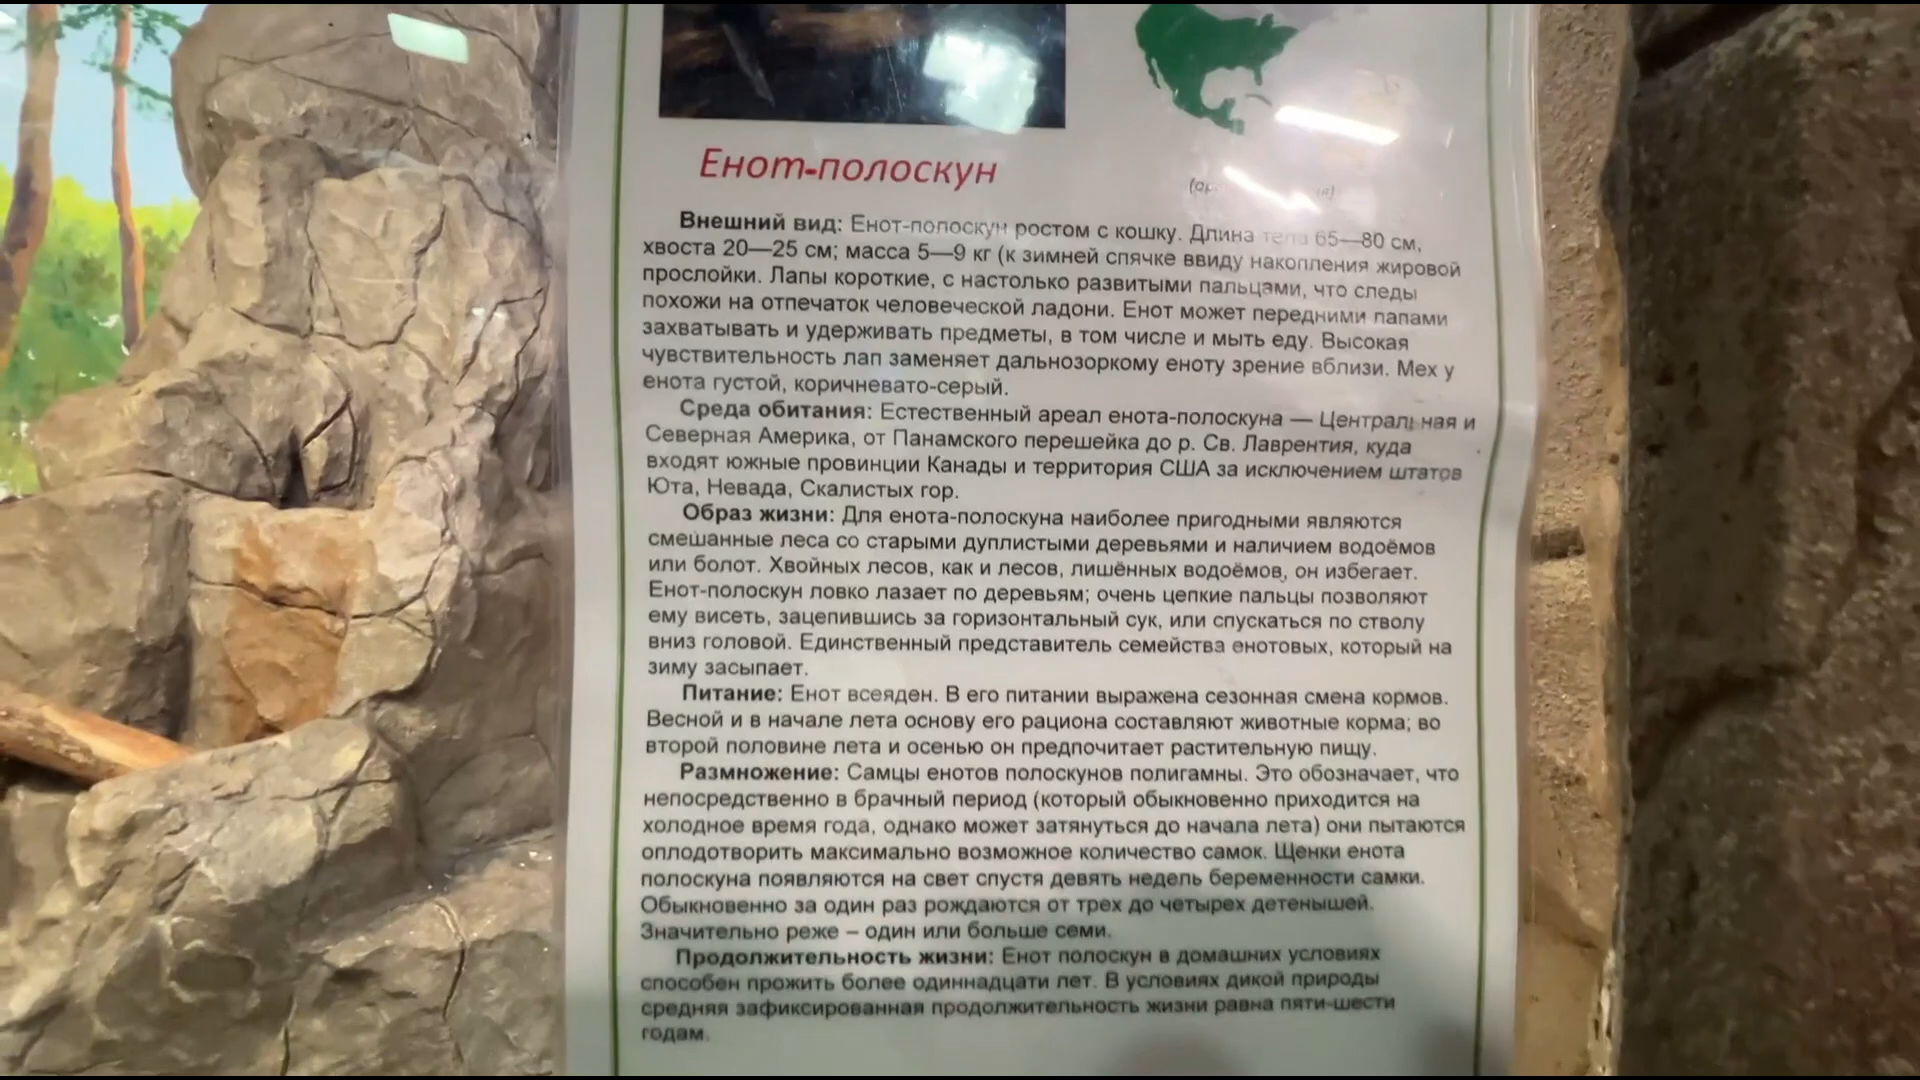 Енот-полоскун
Внешний вид: Енот-полоскун ростом с кошку. Длина тела 65—80 см,
хвоста 20—25 см; масса 5—9 кг (к зимней спячке ввиду накопления жировой
прослойки. Лапы короткие, с настолько развитыми пальцами, что следы
похожи на отпечаток человеческой ладони. Енот может передними лапами
захватывать и удерживать предметы, в том числе и мыть еду. Высокая
чувствительность лап заменяет дальнозоркому еноту зрение вблизи. Мех у
енота густой, коричневато-серый.
Среда обитания: Естественный ареал енота-полоскуна — Центральная и
Северная Америка, от Панамского перешейка до р. Св. Лаврентия, куда
входят южные провинции Канады и территория США за исключением штатов
Юта, Невада, Скалистых гор.
Образ жизни: Для енота-полоскуна наиболее пригодными являются
смешанные леса со старыми дуплистыми деревьями и наличием водоёмов
или болот. Хвойных лесов, как и лесов, лишённых водоёмов, он избегает.
Енот-полоскун ловко лазает по деревьям; очень цепкие пальцы позволяют
ему висеть, зацепившись за горизонтальный сук, или спускаться по стволу
вниз головой. Единственный представитель семейства енотовых, который на
зиму засыпает.
Питание: Енот всеяден. В его питании выражена сезонная смена кормов.
Весной и в начале лета основу его рациона составляют животные корма; во
второй половине лета и осенью он предпочитает растительную пищу.
Размножение: Самцы енотов полоскунов полигамны. Это обозначает, что
непосредственно в брачный период (который обыкновенно приходится на
холодное время года, однако может затянуться до начала лета) они пытаются
оплодотворить максимально возможное количество самок. Щенки енота
полоскуна появляются на свет спустя девять недель беременности самки.
Обыкновенно за один раз рождаются от трех до четырех детенышей.
Значительно реже – один или больше семи.
Продолжительность жизни: Енот полоскун в домашних условиях
способен прожить более одиннадцати лет. В условиях дикой природы
средняя зафиксированная продолжительность жизни равна пяти-шести
годам.